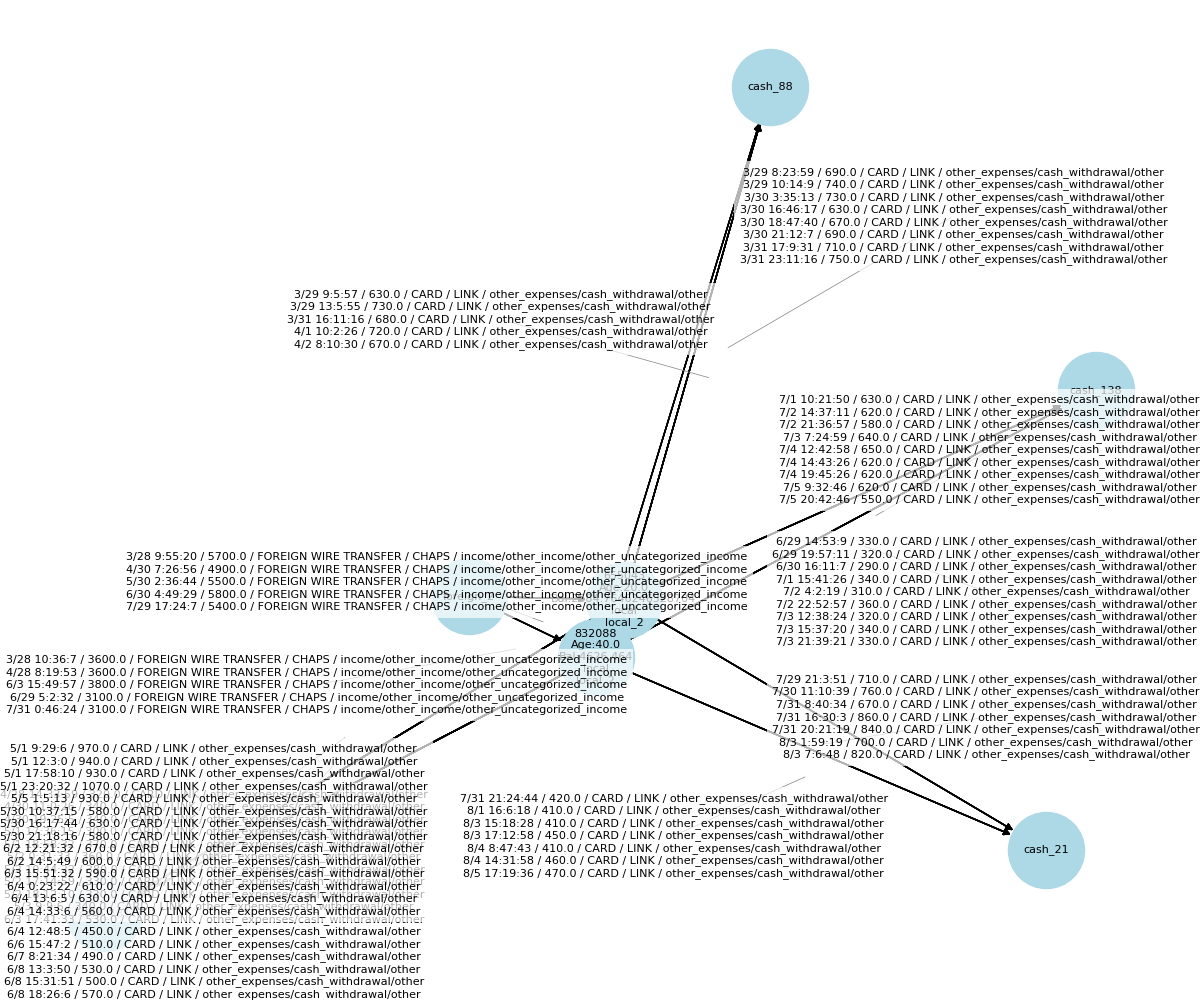 cash_88
3/29 8:23:59 / 690.0 / CARD / LINK / other_expenses/cash_withdrawal/other
3/29 10:14:9 / 740.0 / CARD / LINK / other_expenses/cash_withdrawal/other
3/30 3:35:13 / 730.0 / CARD / LINK / other_expenses/cash_withdrawal/other
3/30 16:46:17 / 630.0 / CARD / LINK / other_expenses/cash_withdrawal/other
3/30 18:47:40 / 670.0 / CARD / LINK / other_expenses/cash_withdrawal/other
3/30 21:12:7 / 690.0 / CARD / LINK / other_expenses/cash_withdrawal/other
3/31 17:9:31 / 710.0 / CARD / LINK / other_expenses/cash_withdrawal/other
3/31 23:11:16 / 750.0 / CARD / LINK / other_expenses/cash_withdrawal/other
3/29 9:5:57 / 630.0 / CARD / LINK / other_expenses/cash_withdrawal/other
3/29 13:5:55 / 730.0 / CARD / LINK / other_expenses/cash_withdrawal/other
3/31 16:11:16 / 680.0 / CARD / LINK / other_expenses/cash_withdrawal/other
4/1 10:2:26 / 720.0 / CARD / LINK / other_expenses/cash_withdrawal/other
4/2 8:10:30 / 670.0 / CARD / LINK / other_expenses/cash_withdrawal/other
cash_138
7/1 10:21:50 / 630.0 / CARD / LINK / other_expenses/cash_withdrawal/other
7/2 14:37:11 / 620.0 / CARD / LINK / other_expenses/cash_withdrawal/other
7/2 21:36:57 / 580.0 / CARD / LINK / other_expenses/cash_withdrawal/other
7/3 7:24:59 / 640.0 / CARD / LINK / other_expenses/cash_withdrawal/other
7/4 12:42:58 / 650.0 / CARD / LINK / other_expenses/cash_withdrawal/other
7/4 14:43:26 / 620.0 / CARD / LINK / other_expenses/cash_withdrawal/other
7/4 19:45:26 / 620.0 / CARD / LINK / other_expenses/cash_withdrawal/other
7/5 9:32:46 / 620.0 / CARD / LINK / other_expenses/cash_withdrawal/other
7/5 20:42:46 / 550.0 / CARD / LINK / other_expenses/cash_withdrawal/other
6/29 14:53:9 / 330.0 / CARD / LINK / other_expenses/cash_withdrawal/other
6/29 19:57:11 / 320.0 / CARD / LINK / other_expenses/cash_withdrawal/other
6/30 16:11:7 / 290.0 / CARD / LINK / other_expenses/cash_withdrawal/other
7/1 15:41:26 / 340.0 / CARD / LINK / other_expenses/cash_withdrawal/other
7/2 4:2:19 / 310.0 / CARD / LINK / other_expenses/cash_withdrawal/other
7/2 22:52:57 / 360.0 / CARD / LINK / other_expenses/cash_withdrawal/other
7/3 12:38:24 / 320.0 / CARD / LINK / other_expenses/cash_withdrawal/other
7/3 15:37:20 / 340.0 / CARD / LINK / other_expenses/cash_withdrawal/other
7/3 21:39:21 / 330.0 / CARD / LINK / other_expenses/cash_withdrawal/other
3/28 9:55:20 / 5700.0 / FOREIGN WIRE TRANSFER / CHAPS / income/other_income/other_uncategorized_income
4/30 7:26:56 / 4900.0 / FOREIGN WIRE TRANSFER / CHAPS / income/other_income/other_uncategorized_income
5/30 2:36:44 / 5500.0 / FOREIGN WIRE TRANSFER / CHAPS / income/other_income/other_uncategorized_income
6/30 4:49:29 / 5800.0 / FOREIGN WIRE TRANSFER / CHAPS / income/other_income/other_uncategorized_income
7/29 17:24:7 / 5400.0 / FOREIGN WIRE TRANSFER / CHAPS / income/other_income/other_uncategorized_income
local_2
832088
Age:40.0
3/28 10:36:7 / 3600.0 / FOREIGN WIRE TRANSFER / CHAPS / income/other_income/other_uncategorized_income
4/28 8:19:53 / 3600.0 / FOREIGN WIRE TRANSFER / CHAPS / income/other_income/other_uncategorized_income
6/3 15:49:57 / 3800.0 / FOREIGN WIRE TRANSFER / CHAPS / income/other_income/other_uncategorized_income
6/29 5:2:32 / 3100.0 / FOREIGN WIRE TRANSFER / CHAPS / income/other_income/other_uncategorized_income
7/31 0:46:24 / 3100.0 / FOREIGN WIRE TRANSFER / CHAPS / income/other_income/other_uncategorized_income
7/29 21:3:51 / 710.0 / CARD / LINK / other_expenses/cash_withdrawal/other
7/30 11:10:39 / 760.0 / CARD / LINK / other_expenses/cash_withdrawal/other
7/31 8:40:34 / 670.0 / CARD / LINK / other_expenses/cash_withdrawal/other
7/31 16:30:3 / 860.0 / CARD / LINK / other_expenses/cash_withdrawal/other
7/31 20:21:19 / 840.0 / CARD / LINK / other_expenses/cash_withdrawal/other
8/3 1:59:19 / 700.0 / CARD / LINK / other_expenses/cash_withdrawal/other
8/3 7:6:48 / 820.0 / CARD / LINK / other_expenses/cash_withdrawal/other
5/1 9:29:6 / 970.0 / CARD / LINK / other_expenses/cash_withdrawal/other
5/1 12:3:0 / 940.0 / CARD / LINK / other_expenses/cash_withdrawal/other
5/1 17:58:10 / 930.0 / CARD / LINK / other_expenses/cash_withdrawal/other
5/1 23:20:32 / 1070.0 / CARD / LINK / other_expenses/cash_withdrawal/other
5/5 1:5:13 / 930.0 / CARD / LINK / other_expenses/cash_withdrawal/other
5/30 10:37:15 / 580.0 / CARD / LINK / other_expenses/cash_withdrawal/other
5/30 16:17:44 / 630.0 / CARD / LINK / other_expenses/cash_withdrawal/other
5/30 21:18:16 / 580.0 / CARD / LINK / other_expenses/cash_withdrawal/other
6/2 12:21:32 / 670.0 / CARD / LINK / other_expenses/cash_withdrawal/other
6/2 14:5:49 / 600.0 / CARD / LINK / other_expenses/cash_withdrawal/other
6/3 15:51:32 / 590.0 / CARD / LINK / other_expenses/cash_withdrawal/other
6/4 0:23:22 / 610.0 / CARD / LINK / other_expenses/cash_withdrawal/other
6/4 13:6:5 / 630.0 / CARD / LINK / other_expenses/cash_withdrawal/other
6/4 14:33:6 / 560.0 / CARD / LINK / other_expenses/cash_withdrawal/other
6/3 17:41:33 / 530.0 / CARD / LINK / other_expenses/cash_withdrawal/other
6/4 12:48:5 / 450.0 / CARD / LINK / other_expenses/cash_withdrawal/other
6/6 15:47:2 / 510.0 / CARD / LINK / other_expenses/cash_withdrawal/other
6/7 8:21:34 / 490.0 / CARD / LINK / other_expenses/cash_withdrawal/other
6/8 13:3:50 / 530.0 / CARD / LINK / other_expenses/cash_withdrawal/other
6/8 15:31:51 / 500.0 / CARD / LINK / other_expenses/cash_withdrawal/other
6/8 18:26:6 / 570.0 / CARD / LINK / other_expenses/cash_withdrawal/other
7/31 21:24:44 / 420.0 / CARD / LINK / other_expenses/cash_withdrawal/other
8/1 16:6:18 / 410.0 / CARD / LINK / other_expenses/cash_withdrawal/other
8/3 15:18:28 / 410.0 / CARD / LINK / other_expenses/cash_withdrawal/other
8/3 17:12:58 / 450.0 / CARD / LINK / other_expenses/cash_withdrawal/other
8/4 8:47:43 / 410.0 / CARD / LINK / other_expenses/cash_withdrawal/other
8/4 14:31:58 / 460.0 / CARD / LINK / other_expenses/cash_withdrawal/other
8/5 17:19:36 / 470.0 / CARD / LINK / other_expenses/cash_withdrawal/other
cash_21